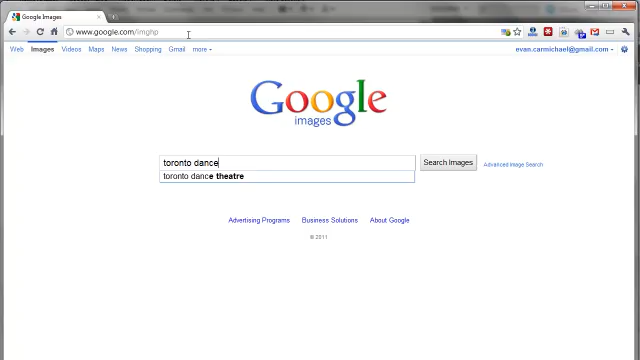 Google Images
www.google.com/imghp
Web Images Videos Maps News Shopping Gmail more
evan.carmichael@gmail.com
Google
images
toronto dance
Search Images
Advanced Image Search
toronto dance theatre
Advertising Programs Business Solutions About Google
© 2011